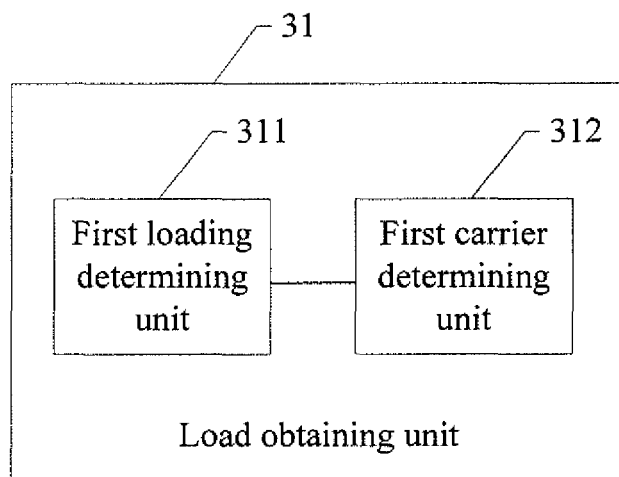 31
311
312
First loading
determining
unit
First carrier
determining
unit
Load obtaining unit